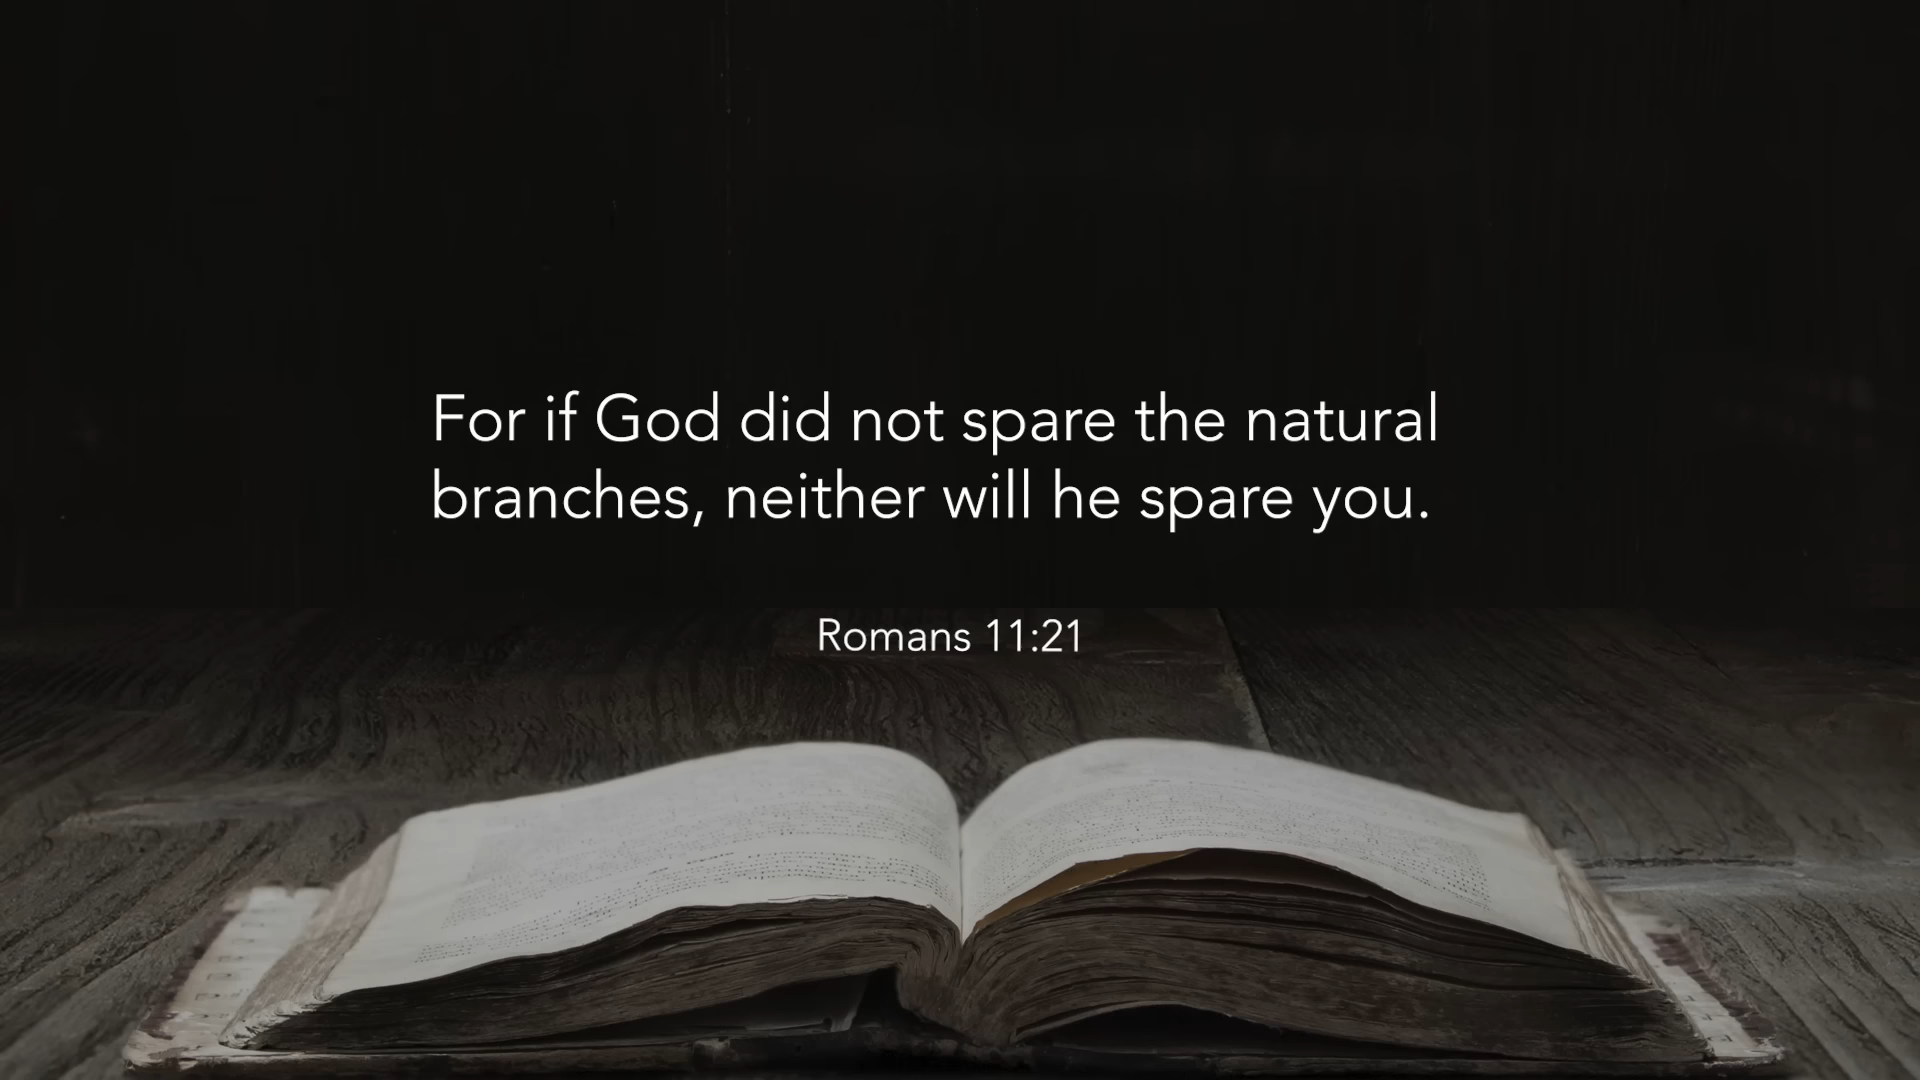 For if God did not spare the natural
branches, neither will he spare you.
Romans 11:21